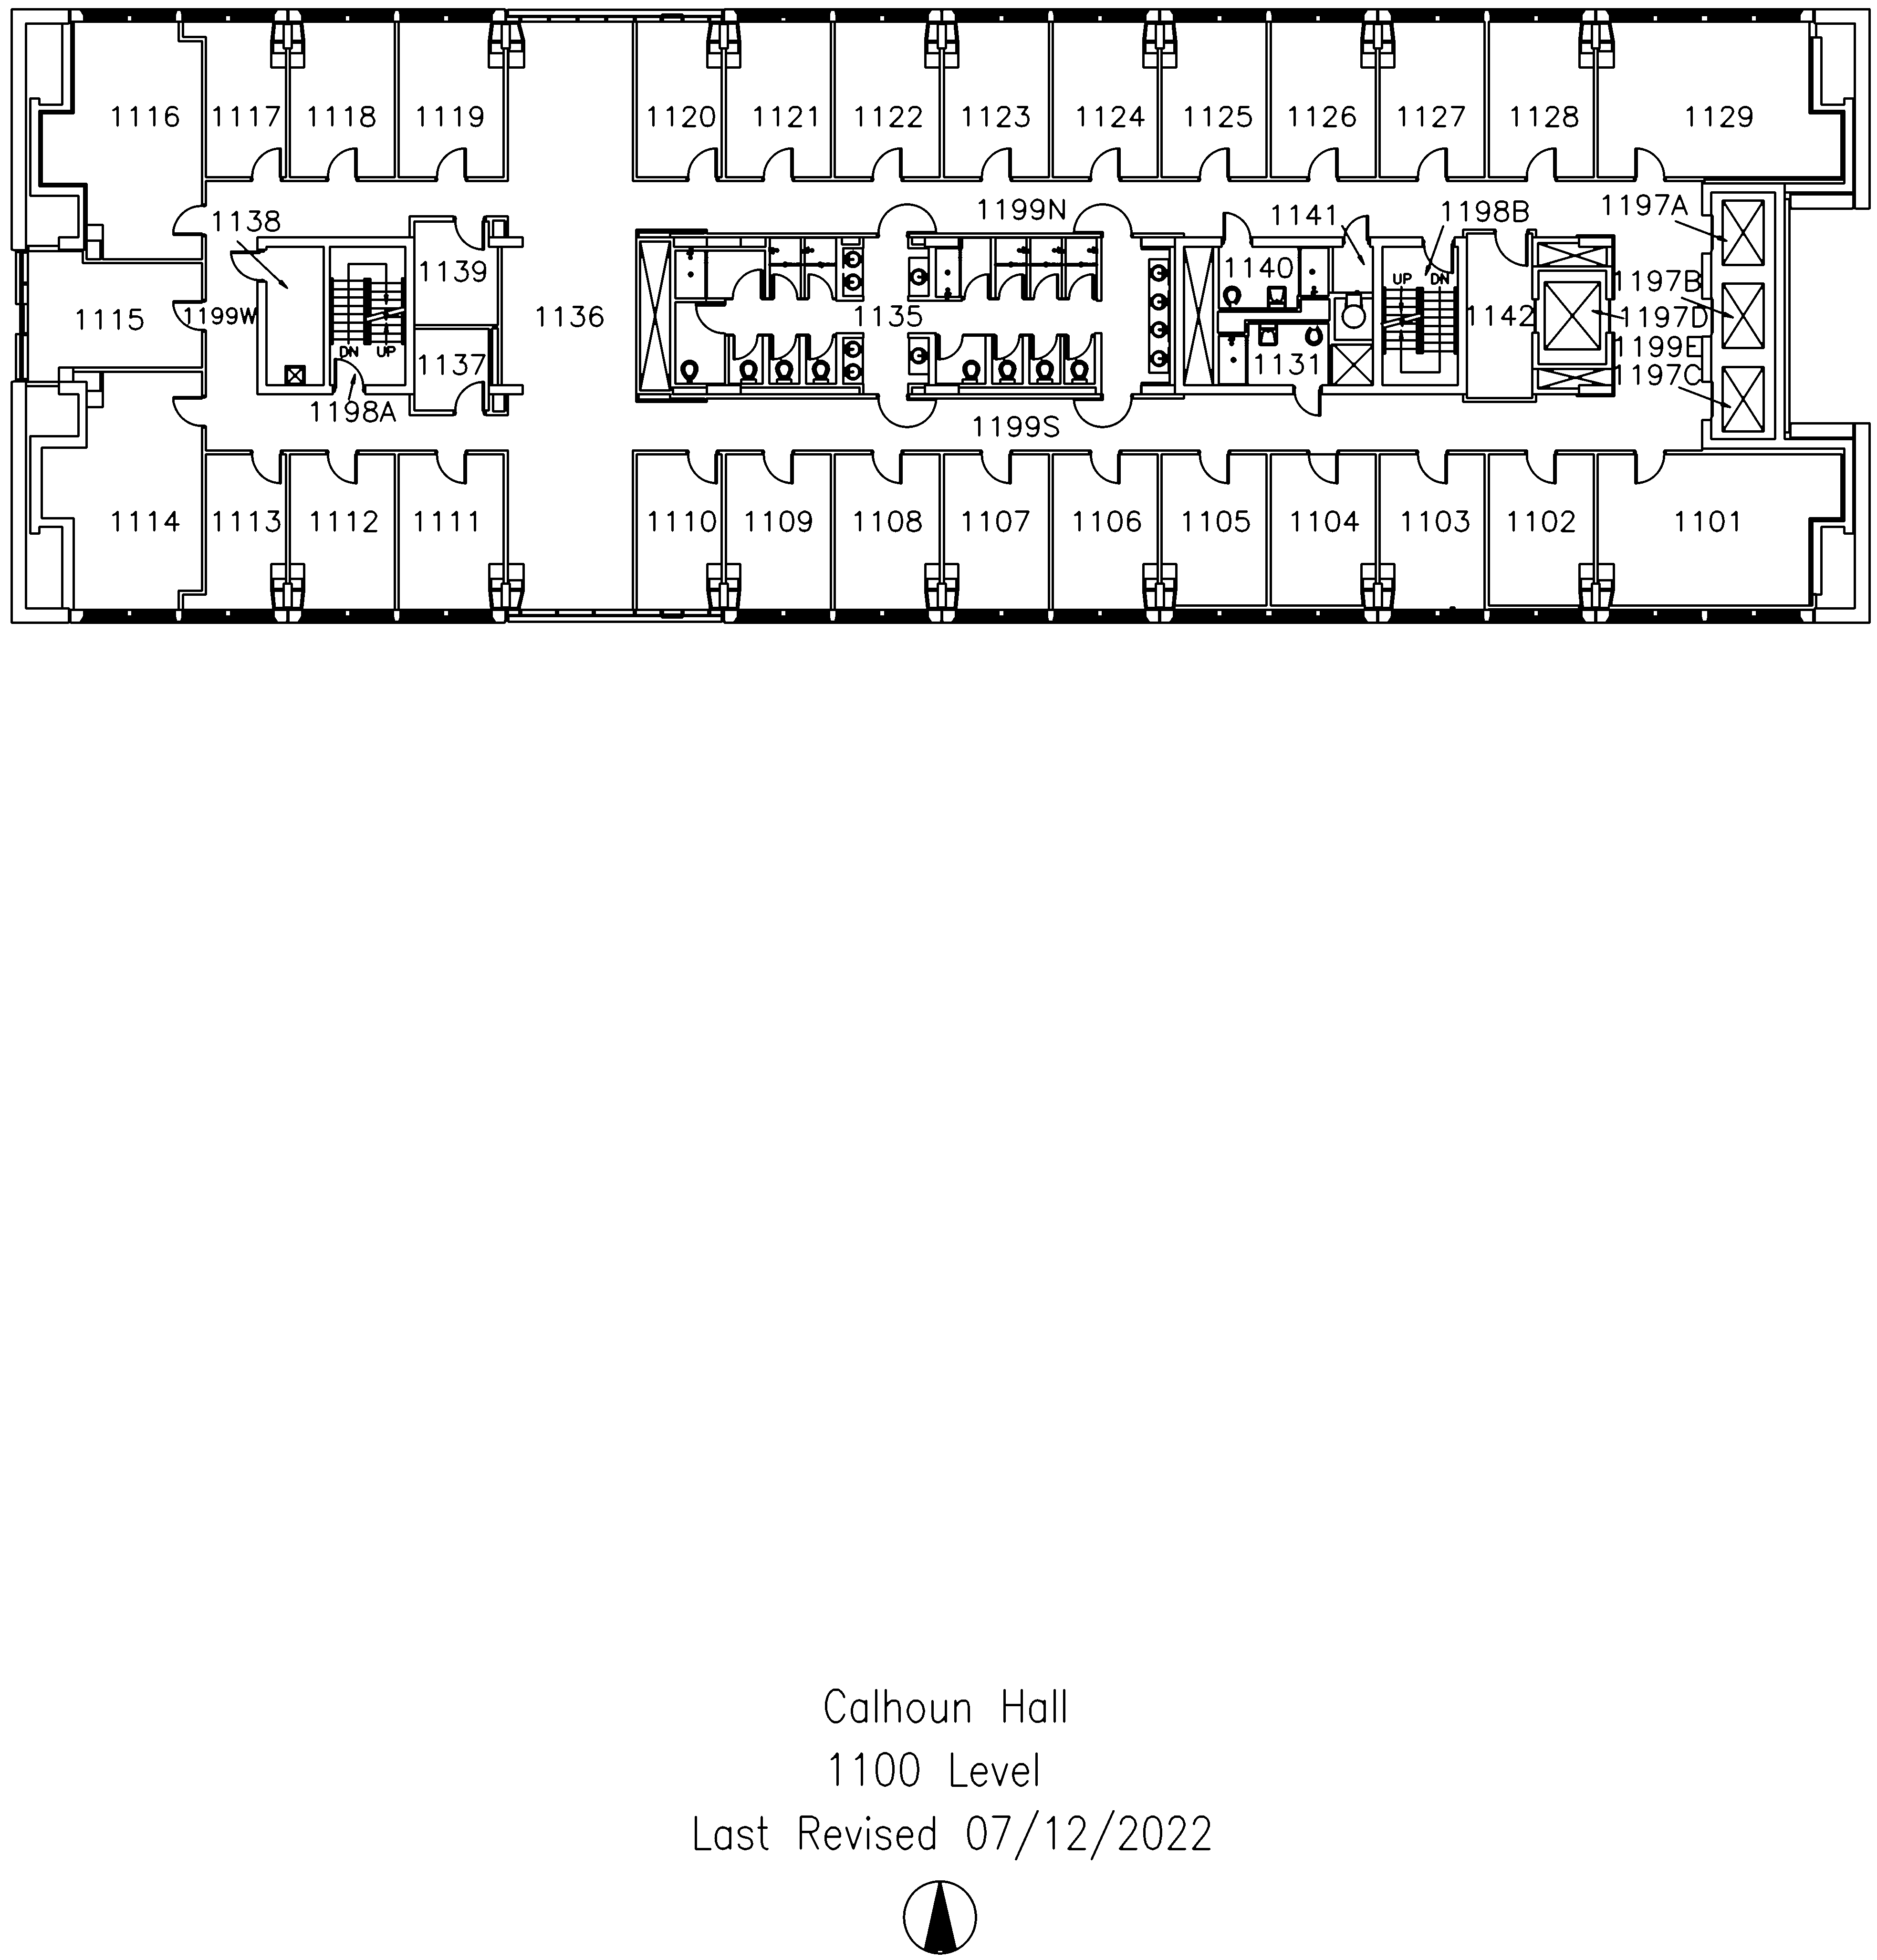 1116 1117 1118 1119 1120 1121 1122 1123 1124 1125 1126 1127 1128 1129
1138 1199N 1141 1198B 1197A
1139 1140 1197B
1115 1199W 1136 1135 1142 1197D
UP DN
1199E
DN UP
1137 1131 1197C
1198A 1199S
1114 1113 1112 1111 1110 1109 1108 1107 1106 1105 1104 1103 1102 1101
Calhoun Hall
1100 Level
Last Revised 07/12/2022